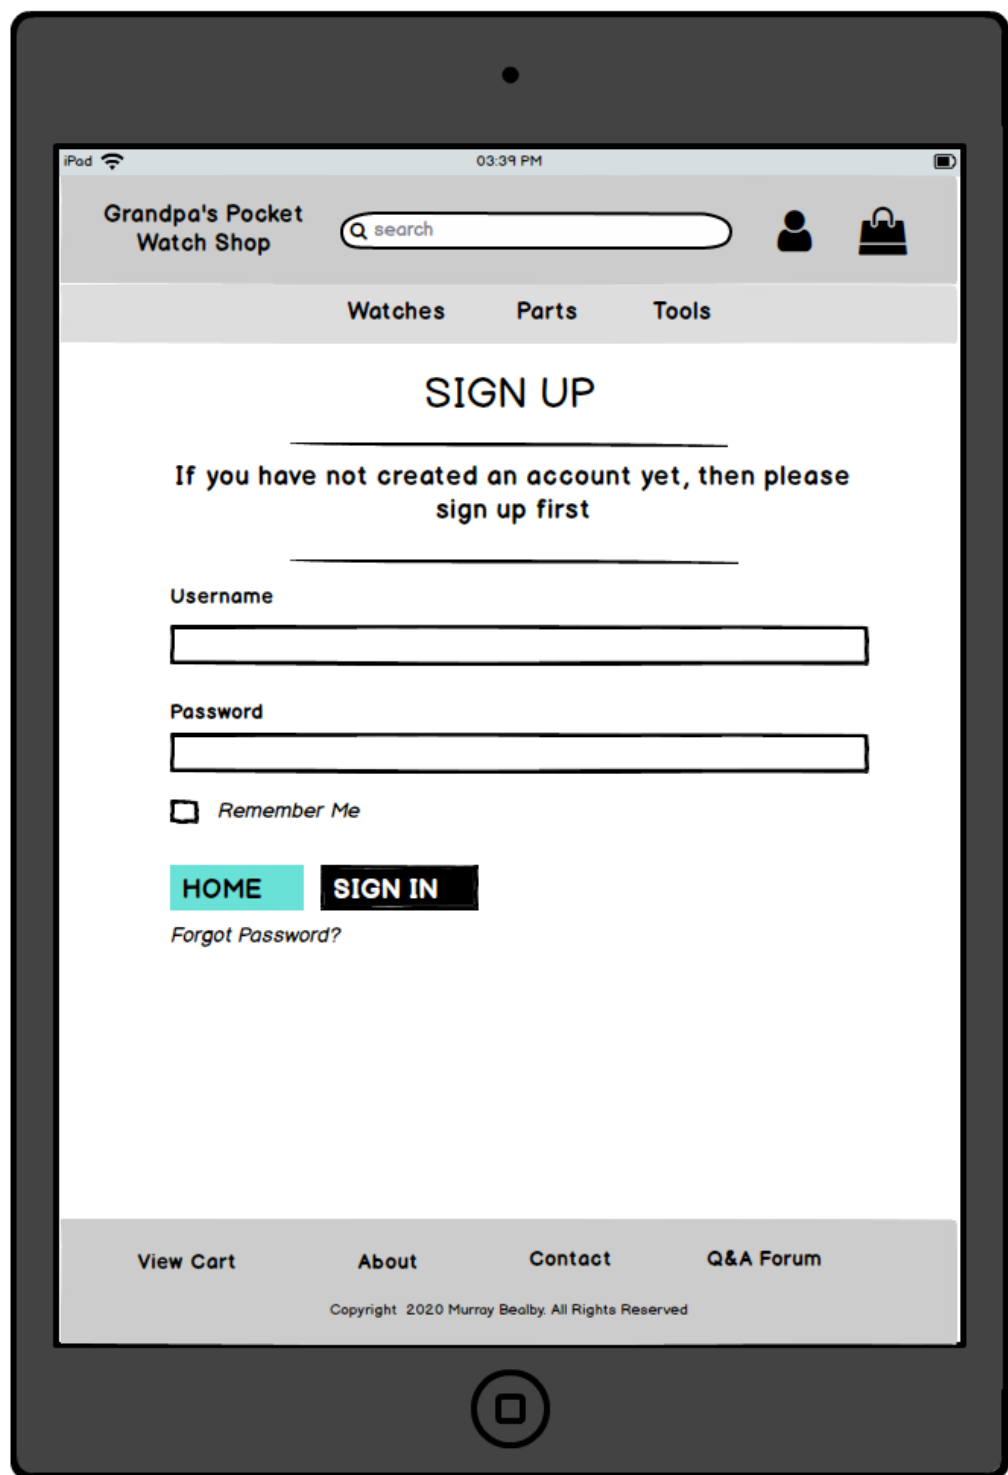 iPad
03:39 PM
Grandpa's Pocket
Watch Shop
search
Watches Parts Tools
SIGN UP
If you have not created an account yet, then please
sign up first
Username
Password
Remember Me
HOME SIGN IN
Forgot Password?
View Cart About Contact Q&A Forum
Copyright 2020 Murray Bealby. All Rights Reserved